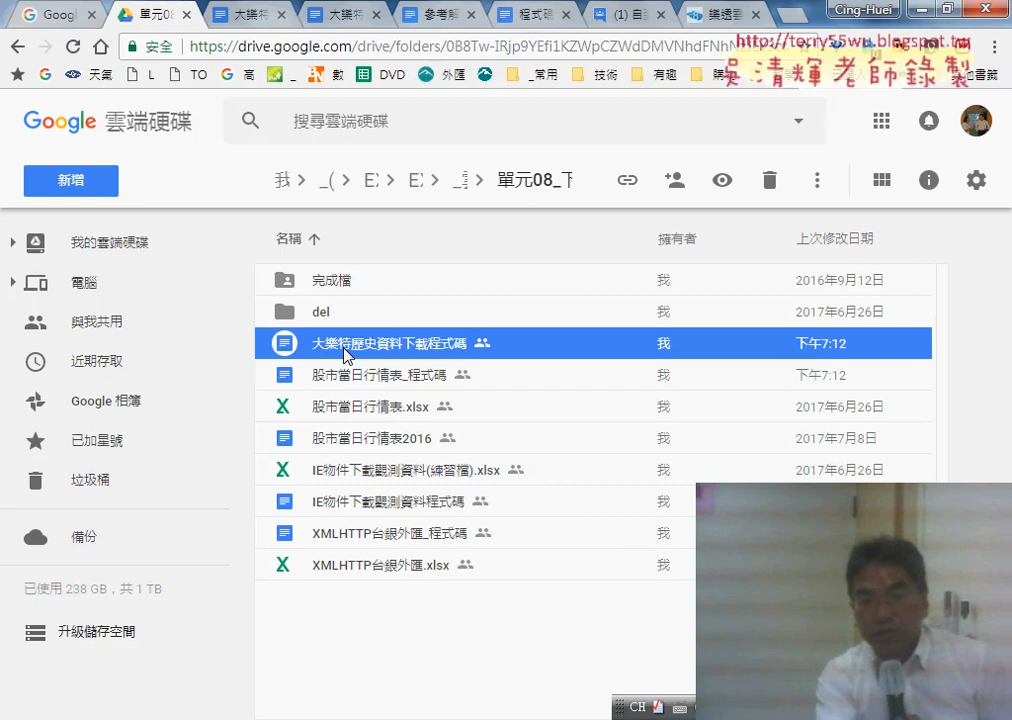 Cing-Huei
Googl
單元0
大樂特
大樂特
參考解
程式碼
(1) 自
樂透雲
安全
https://drive.google.com/drive/folders/0B8Tw-IRjp9YEfi1KZWpCZWdDMVNhdFNhN
http://terry55wu.blogspot.tw
吳清輝老師錄製
天氣
L
TO
高
_
數
DVD
外匯
_常用
技術
有趣
Google 雲端硬碟
搜尋雲端硬碟
新增
我 > _( > E > E > > 單元08_下
我的雲端硬碟
電腦
與我共用
近期存取
Google 相簿
已加星號
垃圾桶
備份
已使用 238 GB，共 1 TB
升級儲存空間
名稱 ↑ 擁有者 上次修改日期
完成檔 我 2016年9月12日
del 我 2017年6月26日
大樂特歷史資料下載程式碼 我 下午7:12
股市當日行情表_程式碼 我 下午7:12
股市當日行情表.xlsx 我 2017年6月26日
股市當日行情表2016 我 2017年7月8日
IE物件下載觀測資料(練習檔).xlsx 我 2017年6月26日
IE物件下載觀測資料程式碼 我
XMLHTTP台銀外匯_程式碼 我
XMLHTTP台銀外匯.xlsx 我
CH